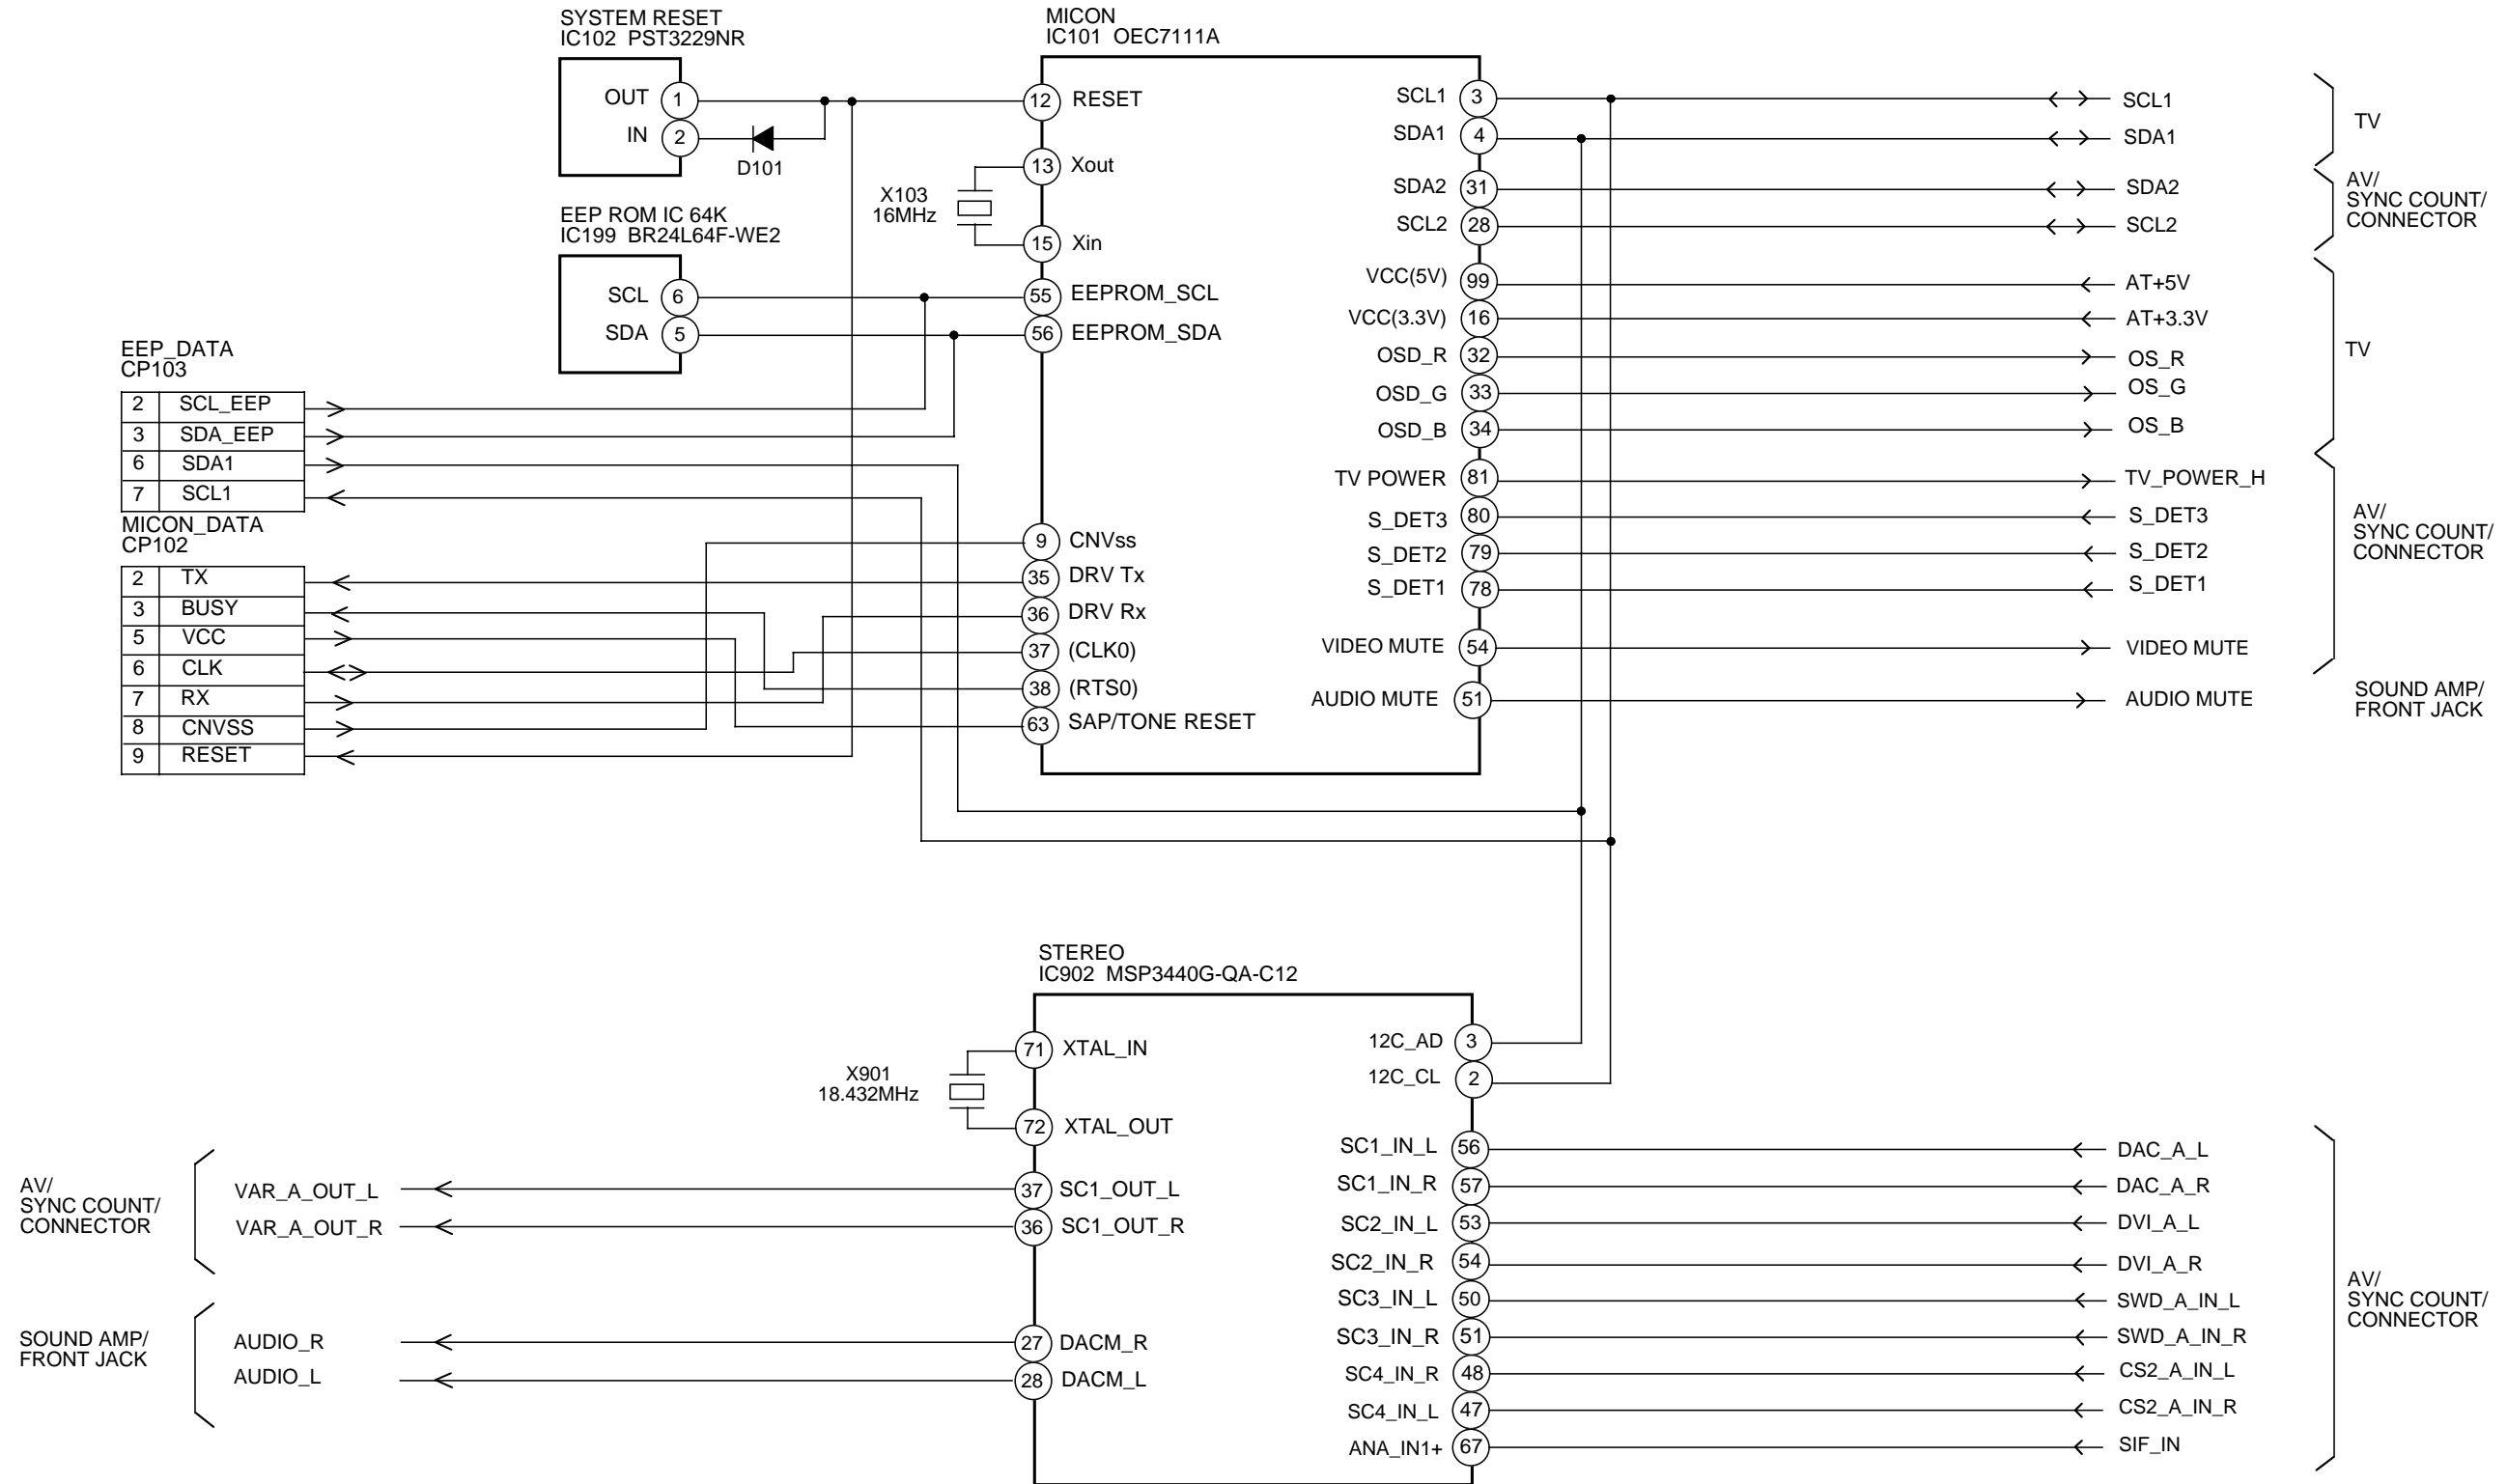 SYSTEM RESET
IC102 PST3229NR
OUT 1
IN 2
D101
EEP ROM IC 64K
IC199 BR24L64F-WE2
SCL 6
SDA 5
X103
16MHz
EEP_DATA
CP103
2 SCL_EEP
3 SDA_EEP
6 SDA1
7 SCL1
MICON_DATA
CP102
2 TX
3 BUSY
5 VCC
6 CLK
7 RX
8 CNVSS
9 RESET
MICON
IC101 OEC7111A
12 RESET
13 Xout
15 Xin
55 EEPROM_SCL
56 EEPROM_SDA
9 CNVss
35 DRV Tx
36 DRV Rx
37 (CLK0)
38 (RTS0)
63 SAP/TONE RESET
SCL1 3 SCL1
SDA1 4 SDA1
TV
SDA2 31 SDA2
SCL2 28 SCL2
AV/
SYNC COUNT/
CONNECTOR
VCC(5V) 99 AT+5V
VCC(3.3V) 16 AT+3.3V
OSD_R 32 OS_R
OSD_G 33 OS_G
OSD_B 34 OS_B
TV
TV POWER 81 TV_POWER_H
S_DET3 80 S_DET3
S_DET2 79 S_DET2
S_DET1 78 S_DET1
VIDEO MUTE 54 VIDEO MUTE
AV/
SYNC COUNT/
CONNECTOR
AUDIO MUTE 51 AUDIO MUTE
SOUND AMP/
FRONT JACK
STEREO
IC902 MSP3440G-QA-C12
X901
18.432MHz
71 XTAL_IN
72 XTAL_OUT
AV/
SYNC COUNT/
CONNECTOR
VAR_A_OUT_L 37 SC1_OUT_L
VAR_A_OUT_R 36 SC1_OUT_R
SOUND AMP/
FRONT JACK
AUDIO_R 27 DACM_R
AUDIO_L 28 DACM_L
12C_AD 3
12C_CL 2
SC1_IN_L 56 DAC_A_L
SC1_IN_R 57 DAC_A_R
SC2_IN_L 53 DVI_A_L
SC2_IN_R 54 DVI_A_R
SC3_IN_L 50 SWD_A_IN_L
SC3_IN_R 51 SWD_A_IN_R
SC4_IN_R 48 CS2_A_IN_L
SC4_IN_L 47 CS2_A_IN_R
ANA_IN1+ 67 SIF_IN
AV/
SYNC COUNT/
CONNECTOR